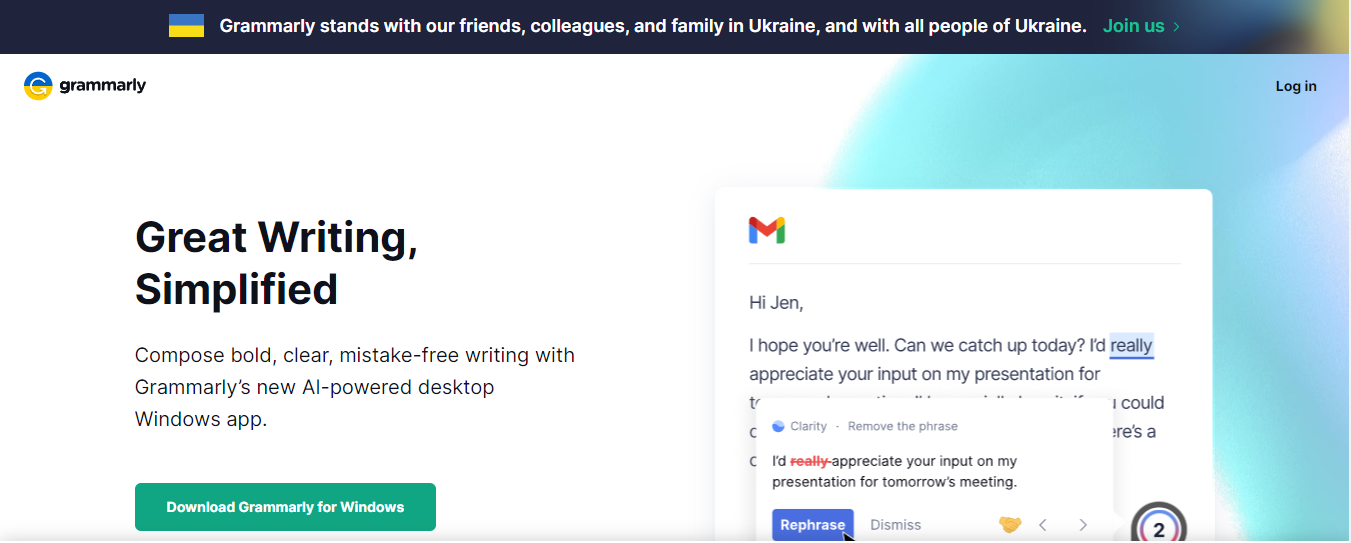 Grammarly stands with our friends, colleagues, and family in Ukraine, and with all people of Ukraine. Join us
grammarly
Log in
Great Writing,
Simplified
Compose bold, clear, mistake-free writing with
Grammarly’s new AI-powered desktop
Windows app.
Download Grammarly for Windows
Hi Jen,
I hope you’re well. Can we catch up today? I’d really
appreciate your input on my presentation for
could
ere’s a
Clarity · Remove the phrase
I’d really appreciate your input on my
presentation for tomorrow’s meeting.
Rephrase Dismiss
2